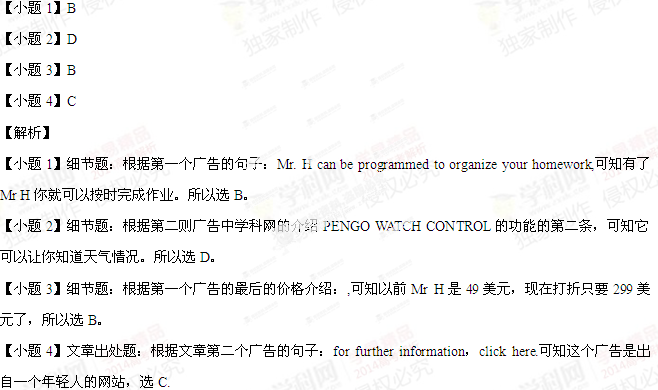 【小题1】B
【小题2】D
【小题3】B
【小题4】C
【解析】
【小题1】细节题：根据第一个广告的句子：Mr. H can be programmed to organize your homework,可知有了
Mr H 你就可以按时完成作业。所以选 B。
【小题2】细节题：根据第二则广告中学科网的介绍 PENGO WATCH CONTROL 的功能的第二条，可知它
可以让你知道天气情况。所以选 D。
【小题3】细节题：根据第一个广告的最后的价格介绍：,可知以前 Mr H 是 49 美元，现在打折只要 299 美
元了，所以选 B。
【小题4】文章出处题：根据文章第二个广告的句子：for further information，click here.可知这个广告是出
自一个年轻人的网站，选 C.